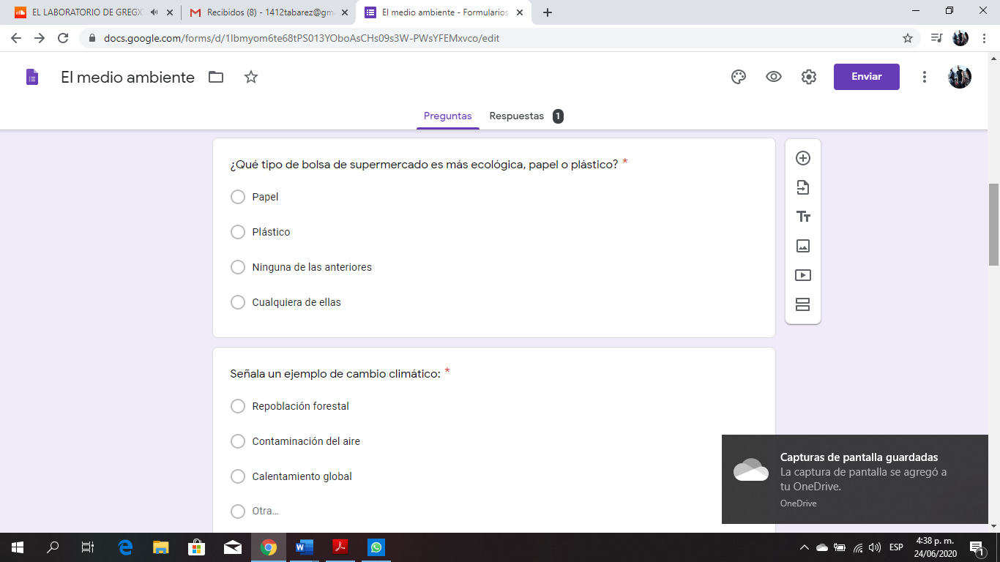 EL LABORATORIO DE GREGX
Recibidos (8) - 1412tabarez@gm
El medio ambiente - Formularios
docs.google.com/forms/d/1lbmyom6te68tPS013YOboAsCHs09s3W-PWsYFEMxvco/edit
El medio ambiente
Enviar
Preguntas
Respuestas 1
¿Qué tipo de bolsa de supermercado es más ecológica, papel o plástico? *
Papel
Plástico
Ninguna de las anteriores
Cualquiera de ellas
Señala un ejemplo de cambio climático: *
Repoblación forestal
Contaminación del aire
Calentamiento global
Otra...
Capturas de pantalla guardadas
La captura de pantalla se agregó a
tu OneDrive.
OneDrive
ESP
4:38 p. m.
24/06/2020
1